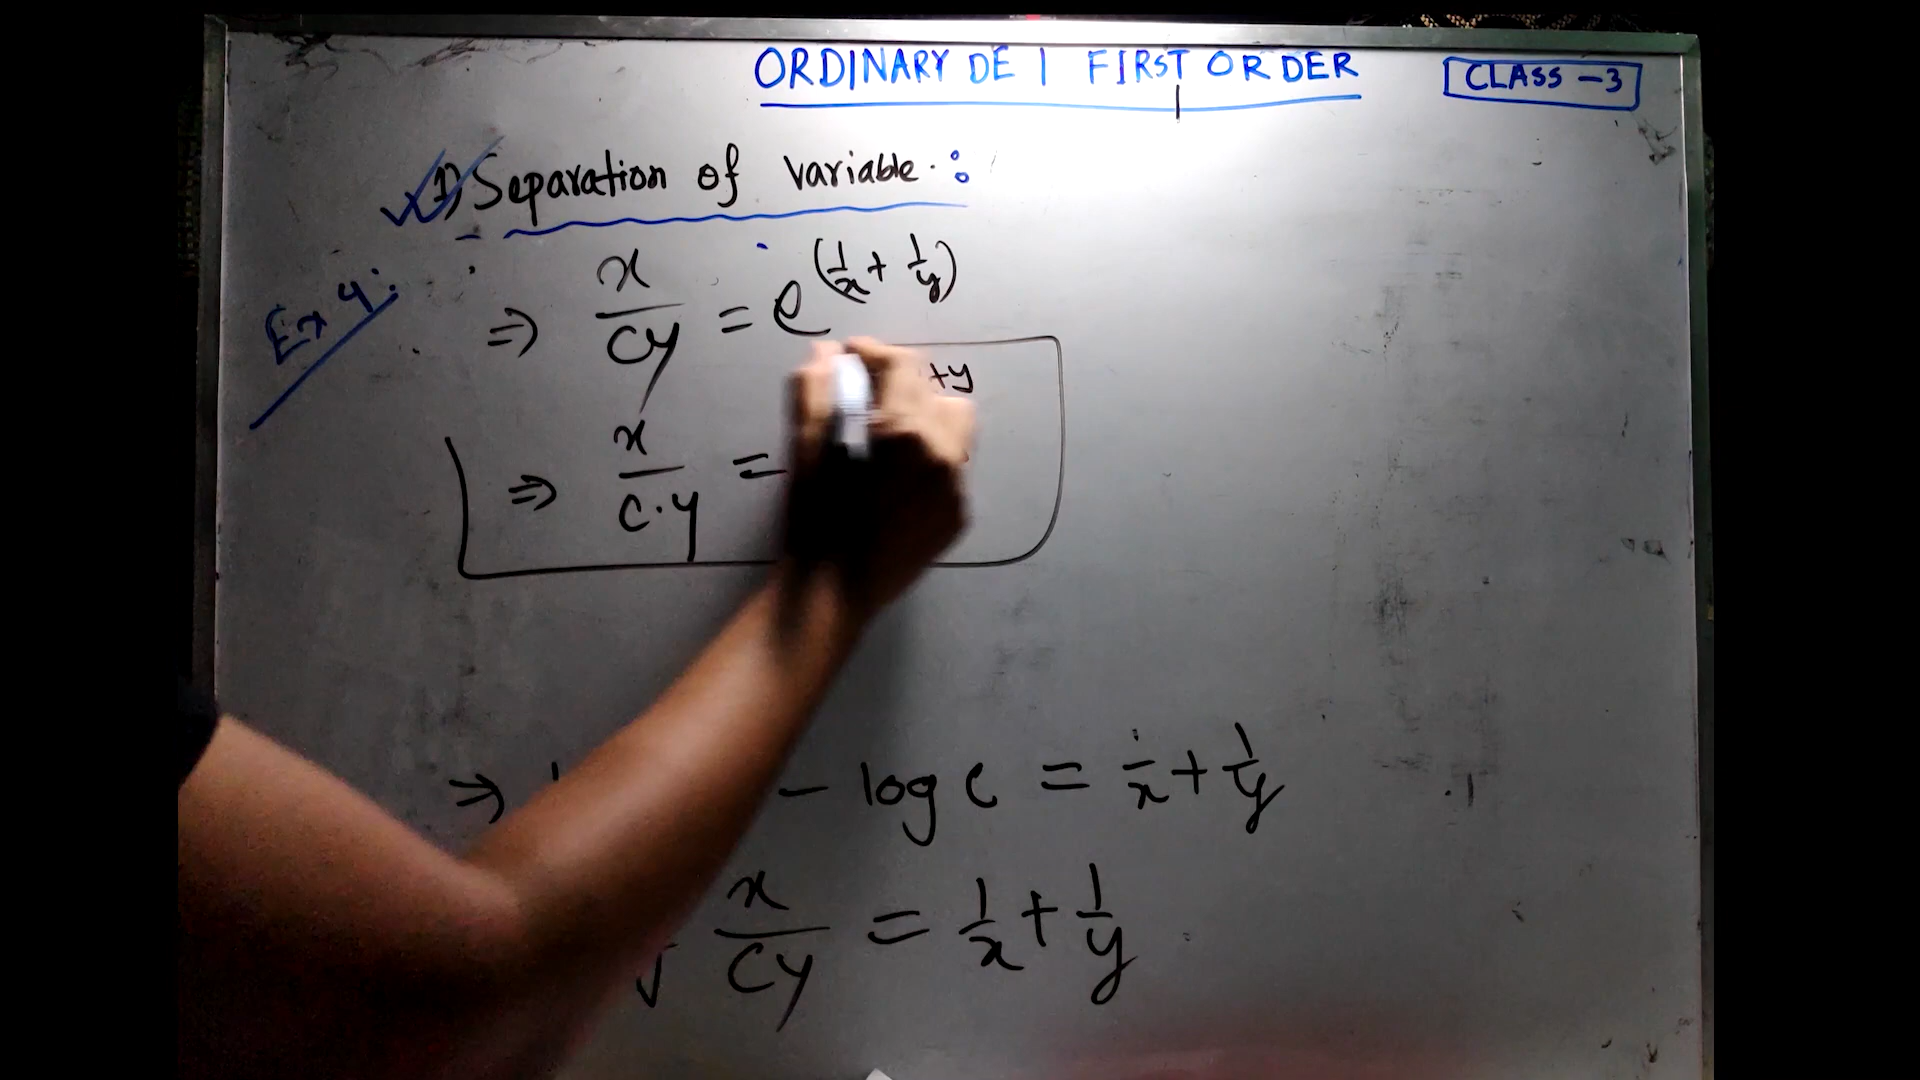 ORDINARY DE | FIRST ORDER
CLASS-3
1) Separation of variable :
Ex 4:
⇒ x/cy = e^(1/x + 1/y)
+y
⇒ x/c·y =
⇒ - log c = 1/x + 1/y
x/cy = 1/x + 1/y